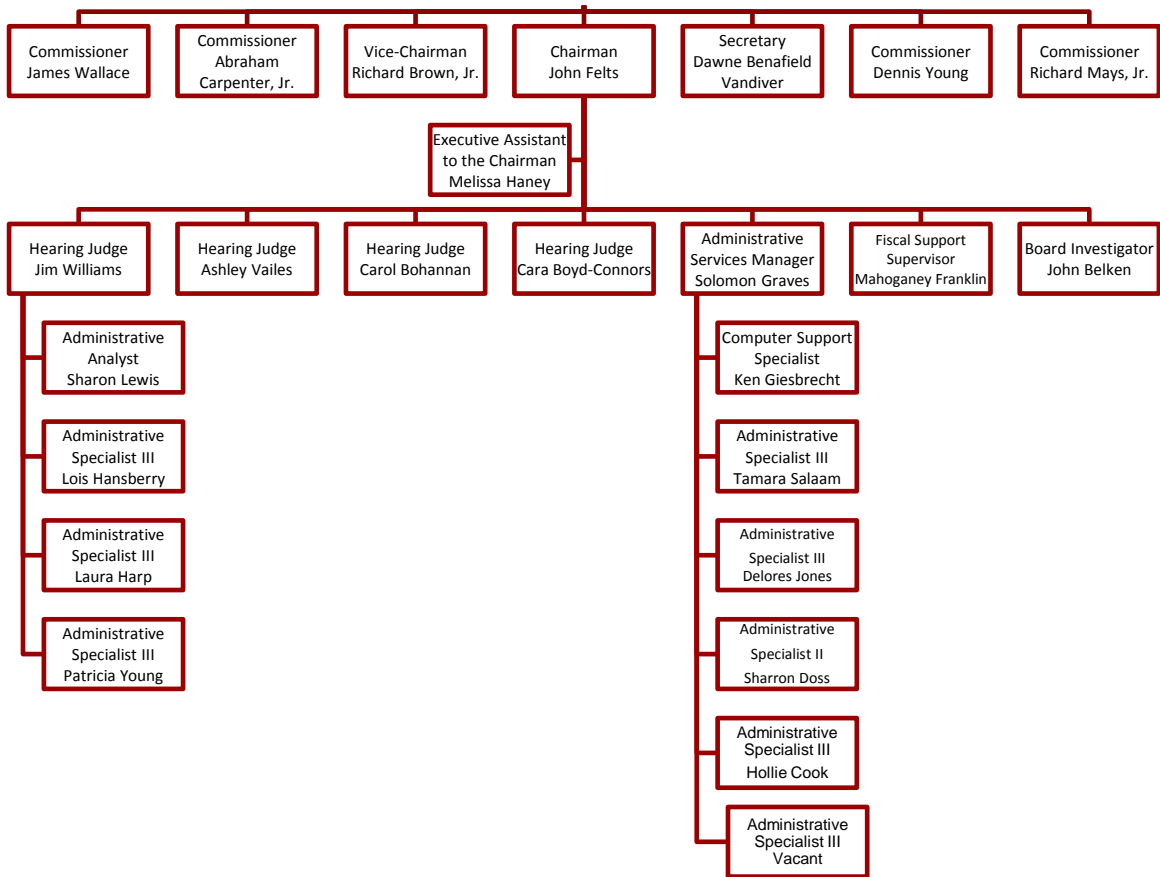 Commissioner
James Wallace
Commissioner
Abraham
Carpenter, Jr.
Vice-Chairman
Richard Brown, Jr.
Chairman
John Felts
Secretary
Dawne Benafield
Vandiver
Commissioner
Dennis Young
Commissioner
Richard Mays, Jr.
Executive Assistant
to the Chairman
Melissa Haney
Hearing Judge
Jim Williams
Hearing Judge
Ashley Vailes
Hearing Judge
Carol Bohannan
Hearing Judge
Cara Boyd-Connors
Administrative
Services Manager
Solomon Graves
Fiscal Support
Supervisor
Mahoganey Franklin
Board Investigator
John Belken
Administrative
Analyst
Sharon Lewis
Administrative
Specialist III
Lois Hansberry
Administrative
Specialist III
Laura Harp
Administrative
Specialist III
Patricia Young
Computer Support
Specialist
Ken Giesbrecht
Administrative
Specialist III
Tamara Salaam
Administrative
Specialist III
Delores Jones
Administrative
Specialist II
Sharron Doss
Administrative
Specialist III
Hollie Cook
Administrative
Specialist III
Vacant